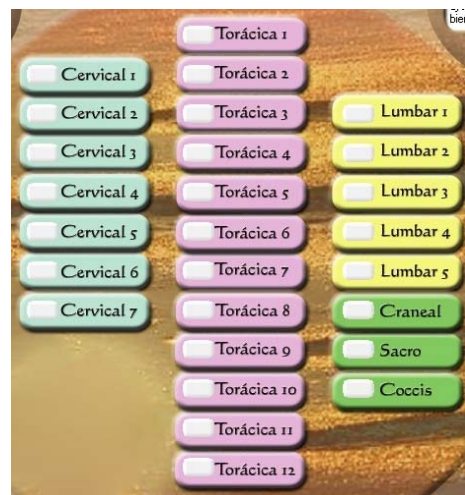 Cervical 1
Cervical 2
Cervical 3
Cervical 4
Cervical 5
Cervical 6
Cervical 7
Torácica 1
Torácica 2
Torácica 3
Torácica 4
Torácica 5
Torácica 6
Torácica 7
Torácica 8
Torácica 9
Torácica 10
Torácica 11
Torácica 12
Lumbar 1
Lumbar 2
Lumbar 3
Lumbar 4
Lumbar 5
Craneal
Sacro
Coccis